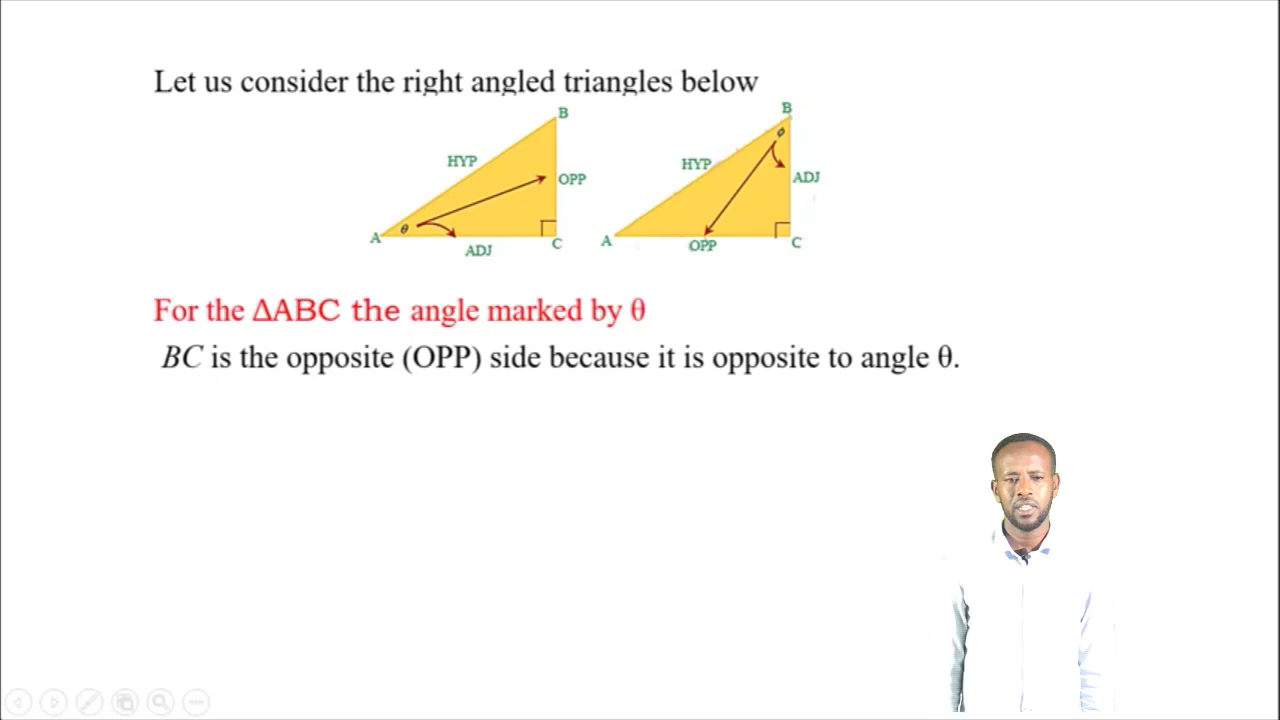 Let us consider the right angled triangles below
B
HYP
OPP
θ
A
ADJ
C
B
ϕ
HYP
ADJ
A
OPP
C
For the ΔABC the angle marked by θ
BC is the opposite (OPP) side because it is opposite to angle θ.